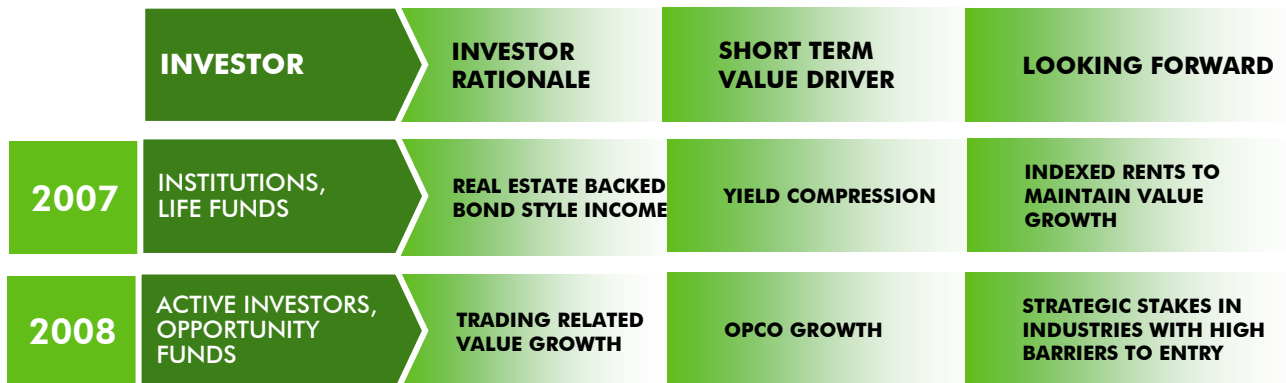 INVESTOR
INVESTOR
RATIONALE
SHORT TERM
VALUE DRIVER
LOOKING FORWARD
2007
INSTITUTIONS,
LIFE FUNDS
REAL ESTATE BACKED
BOND STYLE INCOME
YIELD COMPRESSION
INDEXED RENTS TO
MAINTAIN VALUE
GROWTH
2008
ACTIVE INVESTORS,
OPPORTUNITY
FUNDS
TRADING RELATED
VALUE GROWTH
OPCO GROWTH
STRATEGIC STAKES IN
INDUSTRIES WITH HIGH
BARRIERS TO ENTRY